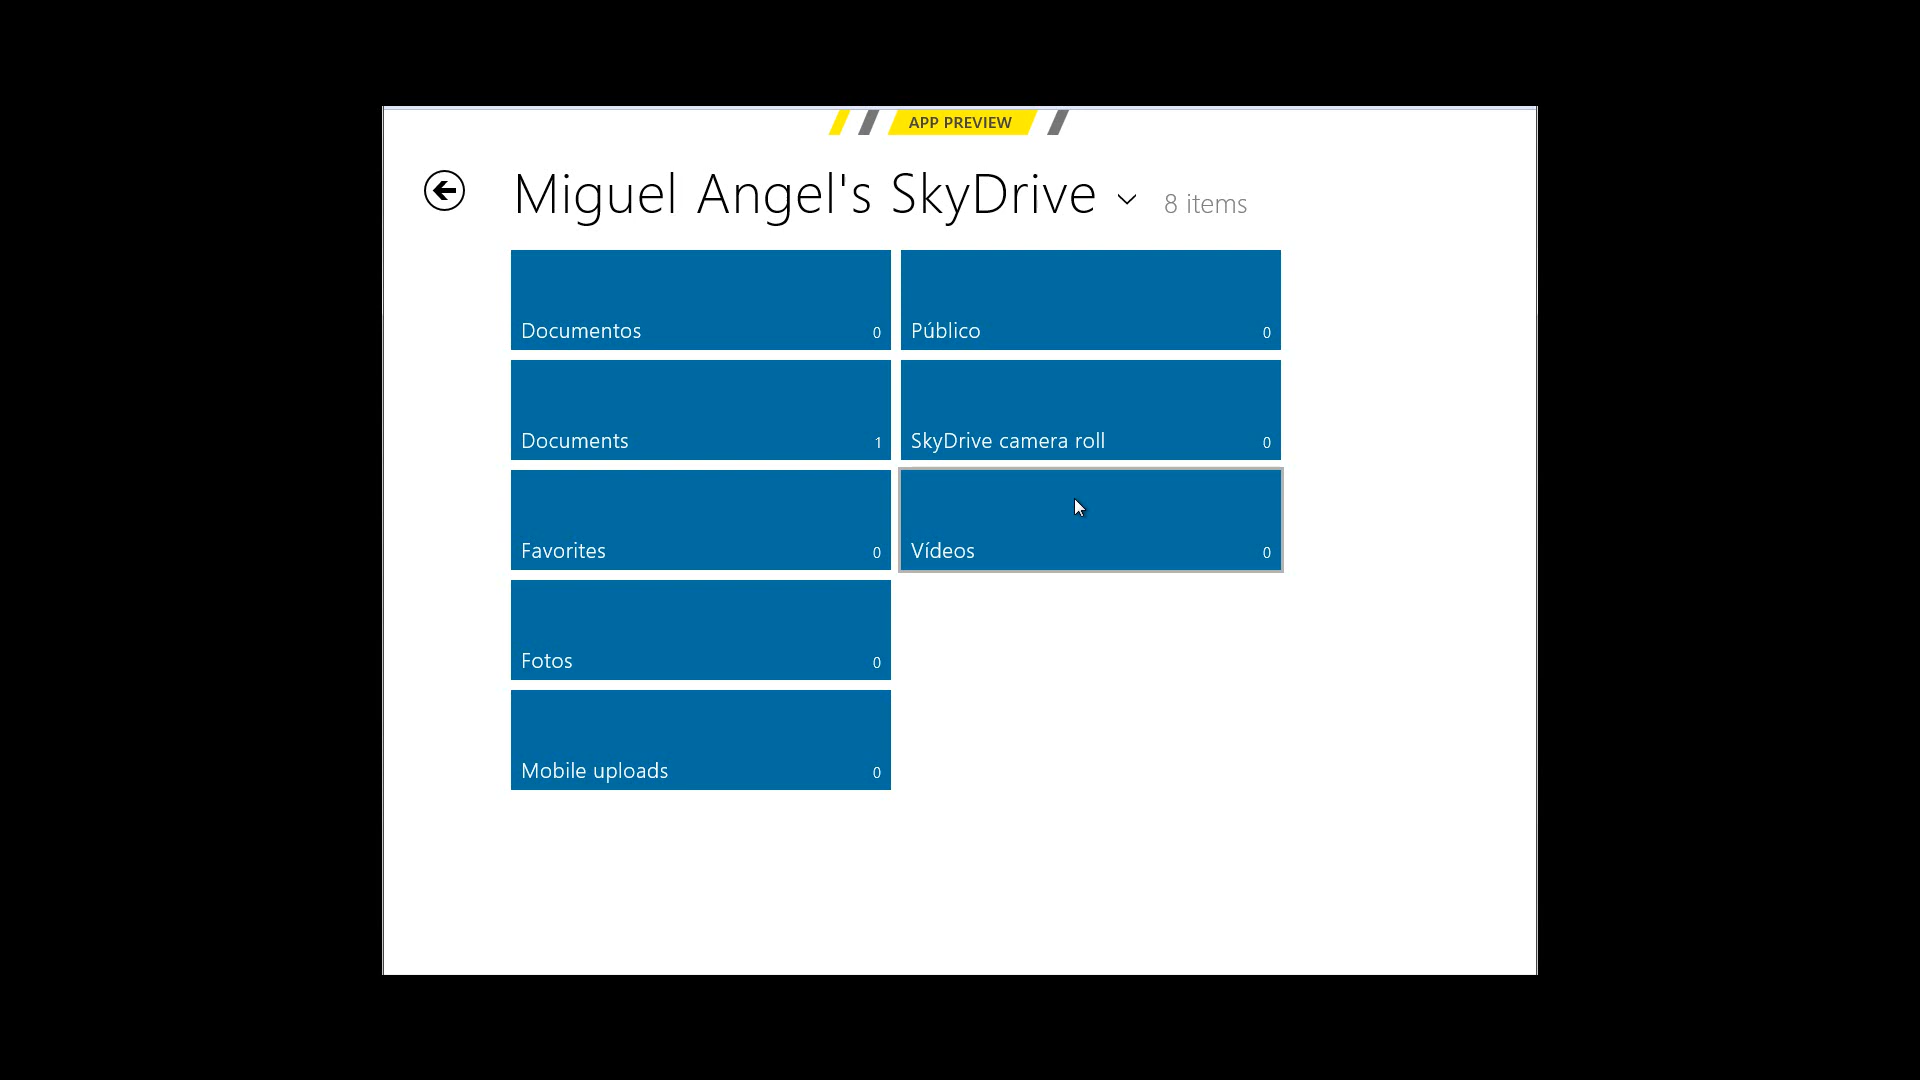 APP PREVIEW
Miguel Angel's SkyDrive 8 items
Documentos 0
Documents 1
Favorites 0
Fotos 0
Mobile uploads 0
Público 0
SkyDrive camera roll 0
Vídeos 0